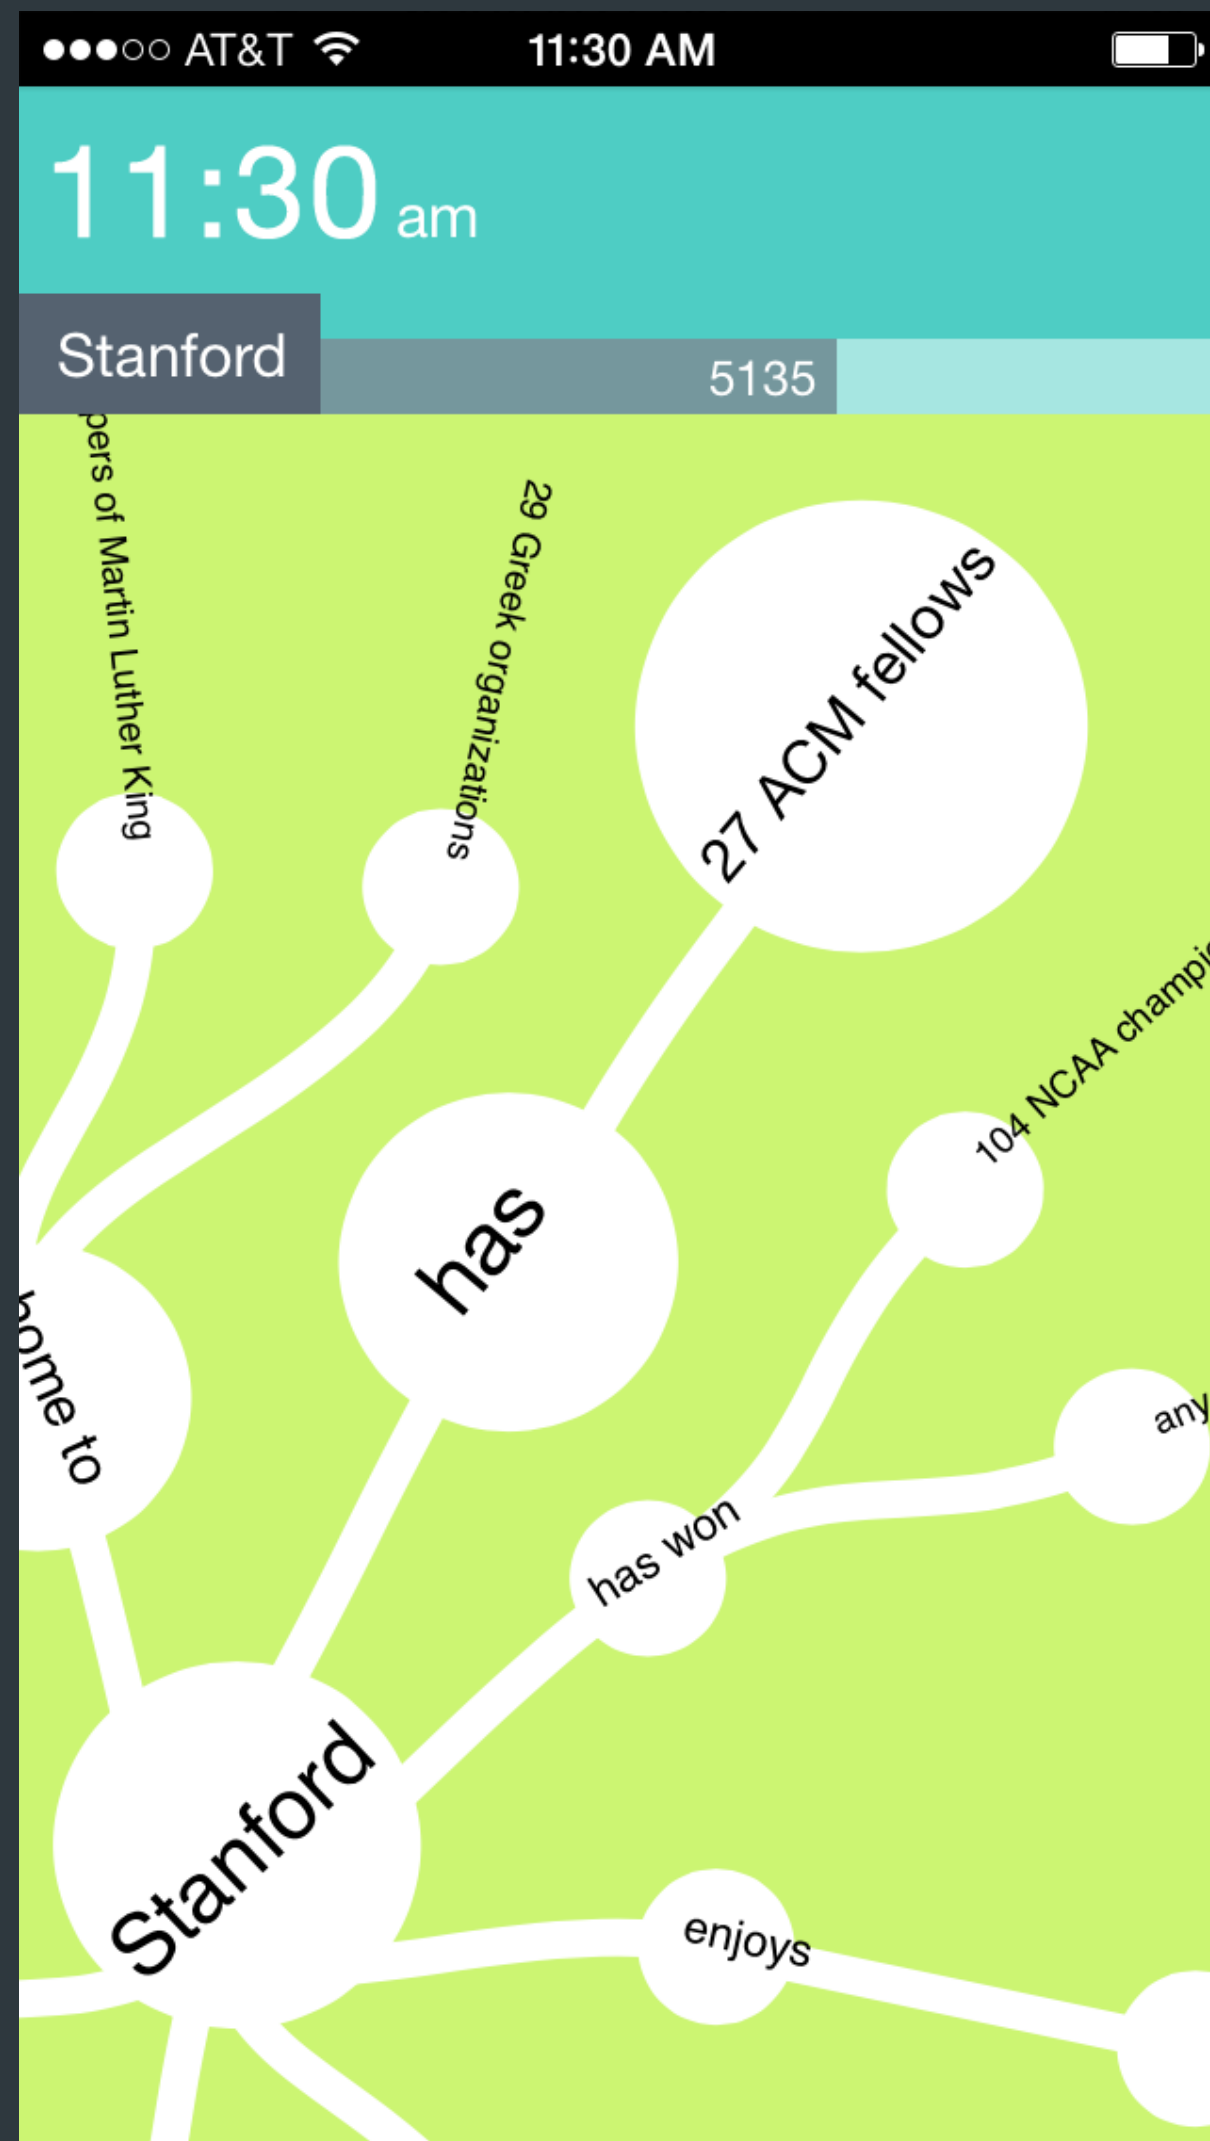 AT&T 11:30 AM
11:30 am
Stanford
5135
of Martin Luther King
29 Greek organizations
27 ACM fellows
104 NCAA
has
home to
has won
Stanford
enjoys